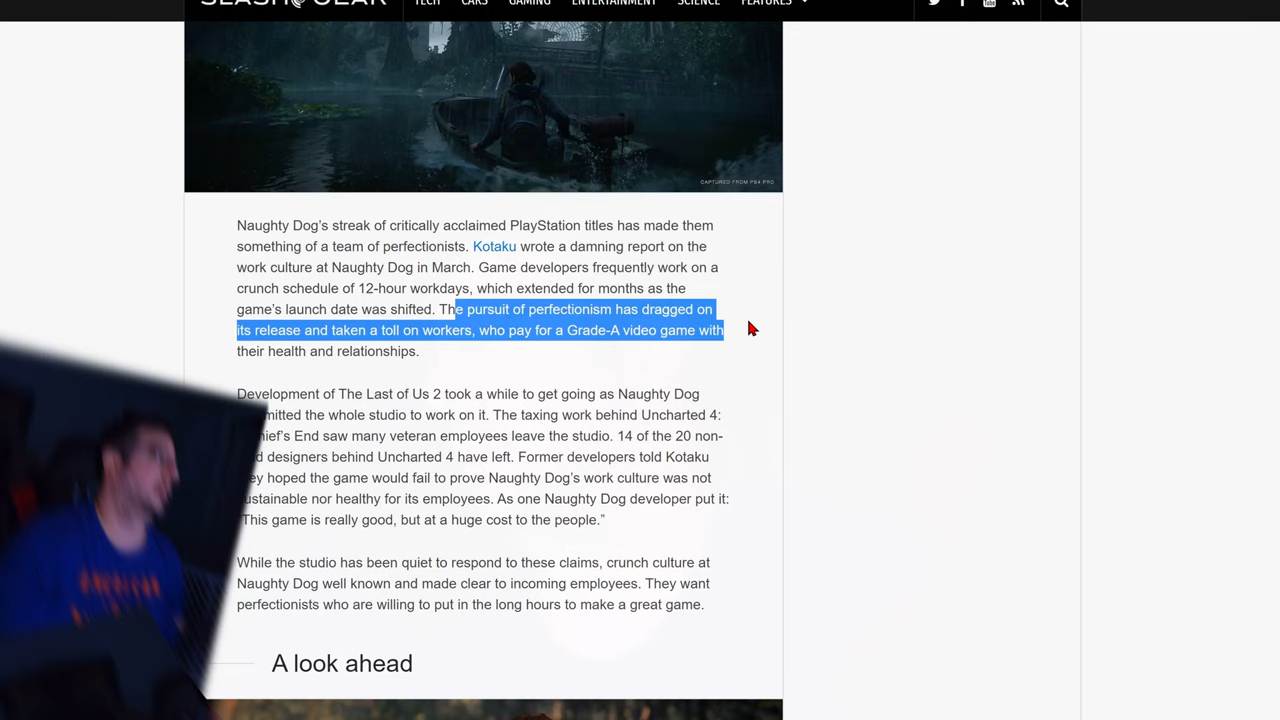 SLASH GEAR TECH CARS GAMING ENTERTAINMENT SCIENCE FEATURES
CAPTURED FROM PS4 PRO
Naughty Dog's streak of critically acclaimed PlayStation titles has made them
something of a team of perfectionists. Kotaku wrote a damning report on the
work culture at Naughty Dog in March. Game developers frequently work on a
crunch schedule of 12-hour workdays, which extended for months as the
game's launch date was shifted. The pursuit of perfectionism has dragged on
its release and taken a toll on workers, who pay for a Grade-A video game with
their health and relationships.
Development of The Last of Us 2 took a while to get going as Naughty Dog
mitted the whole studio to work on it. The taxing work behind Uncharted 4:
ief's End saw many veteran employees leave the studio. 14 of the 20 non-
d designers behind Uncharted 4 have left. Former developers told Kotaku
ey hoped the game would fail to prove Naughty Dog's work culture was not
ustainable nor healthy for its employees. As one Naughty Dog developer put it:
"This game is really good, but at a huge cost to the people."
While the studio has been quiet to respond to these claims, crunch culture at
Naughty Dog well known and made clear to incoming employees. They want
perfectionists who are willing to put in the long hours to make a great game.
A look ahead